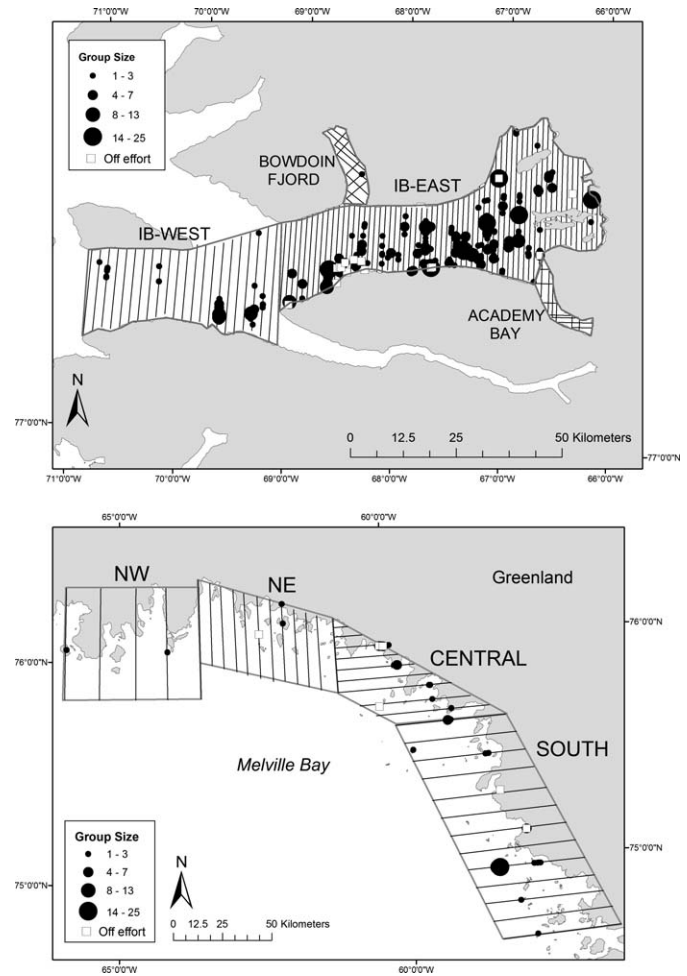 71°0'0"W 70°0'0"W 69°0'0"W 68°0'0"W 67°0'0"W 66°0'0"W
Group Size
1 - 3
4 - 7
8 - 13
14 - 25
Off effort
BOWDOIN
FJORD
IB-EAST
IB-WEST
ACADEMY
BAY
N
77°0'0"N
0 12.5 25 50 Kilometers
77°0'0"N
71°0'0"W 70°0'0"W 69°0'0"W 68°0'0"W 67°0'0"W 66°0'0"W
65°0'0"W 60°0'0"W
NW
NE
Greenland
76°0'0"N
76°0'0"N
CENTRAL
SOUTH
Melville Bay
Group Size
1 - 3
4 - 7
8 - 13
14 - 25
Off effort
N
75°0'0"N
75°0'0"N
0 12.5 25 50 Kilometers
65°0'0"W 60°0'0"W